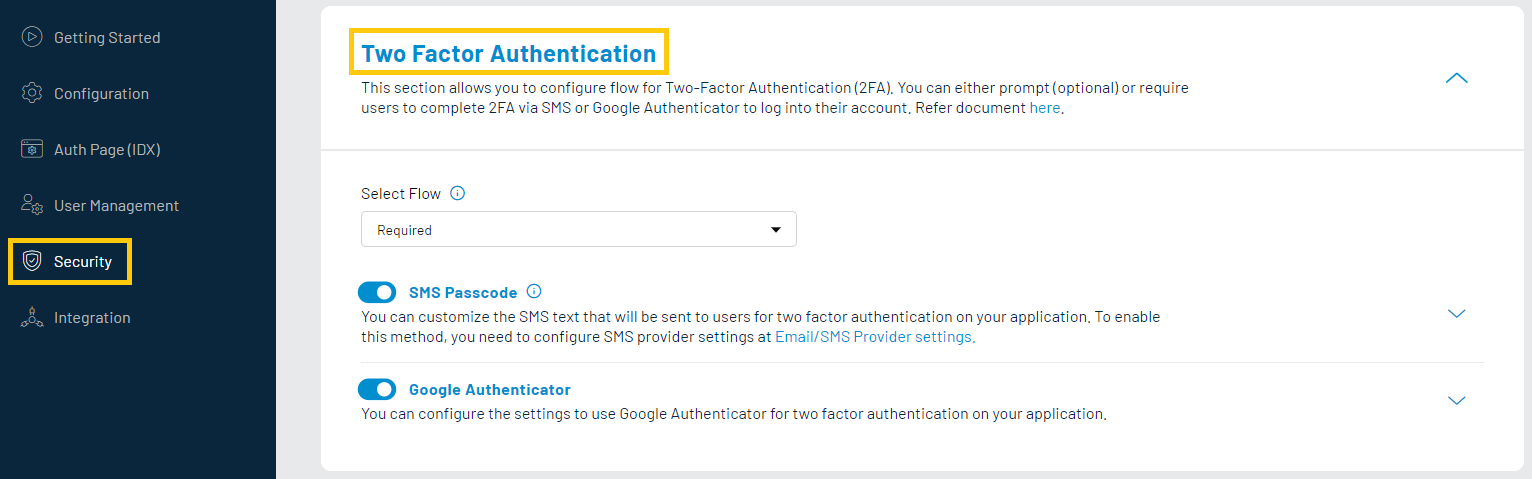 Getting Started
Configuration
Auth Page (IDX)
User Management
Security
Integration
Two Factor Authentication
This section allows you to configure flow for Two-Factor Authentication (2FA). You can either prompt (optional) or require
users to complete 2FA via SMS or Google Authenticator to log into their account. Refer document here.
Select Flow
Required
SMS Passcode
You can customize the SMS text that will be sent to users for two factor authentication on your application. To enable
this method, you need to configure SMS provider settings at Email/SMS Provider settings.
Google Authenticator
You can configure the settings to use Google Authenticator for two factor authentication on your application.